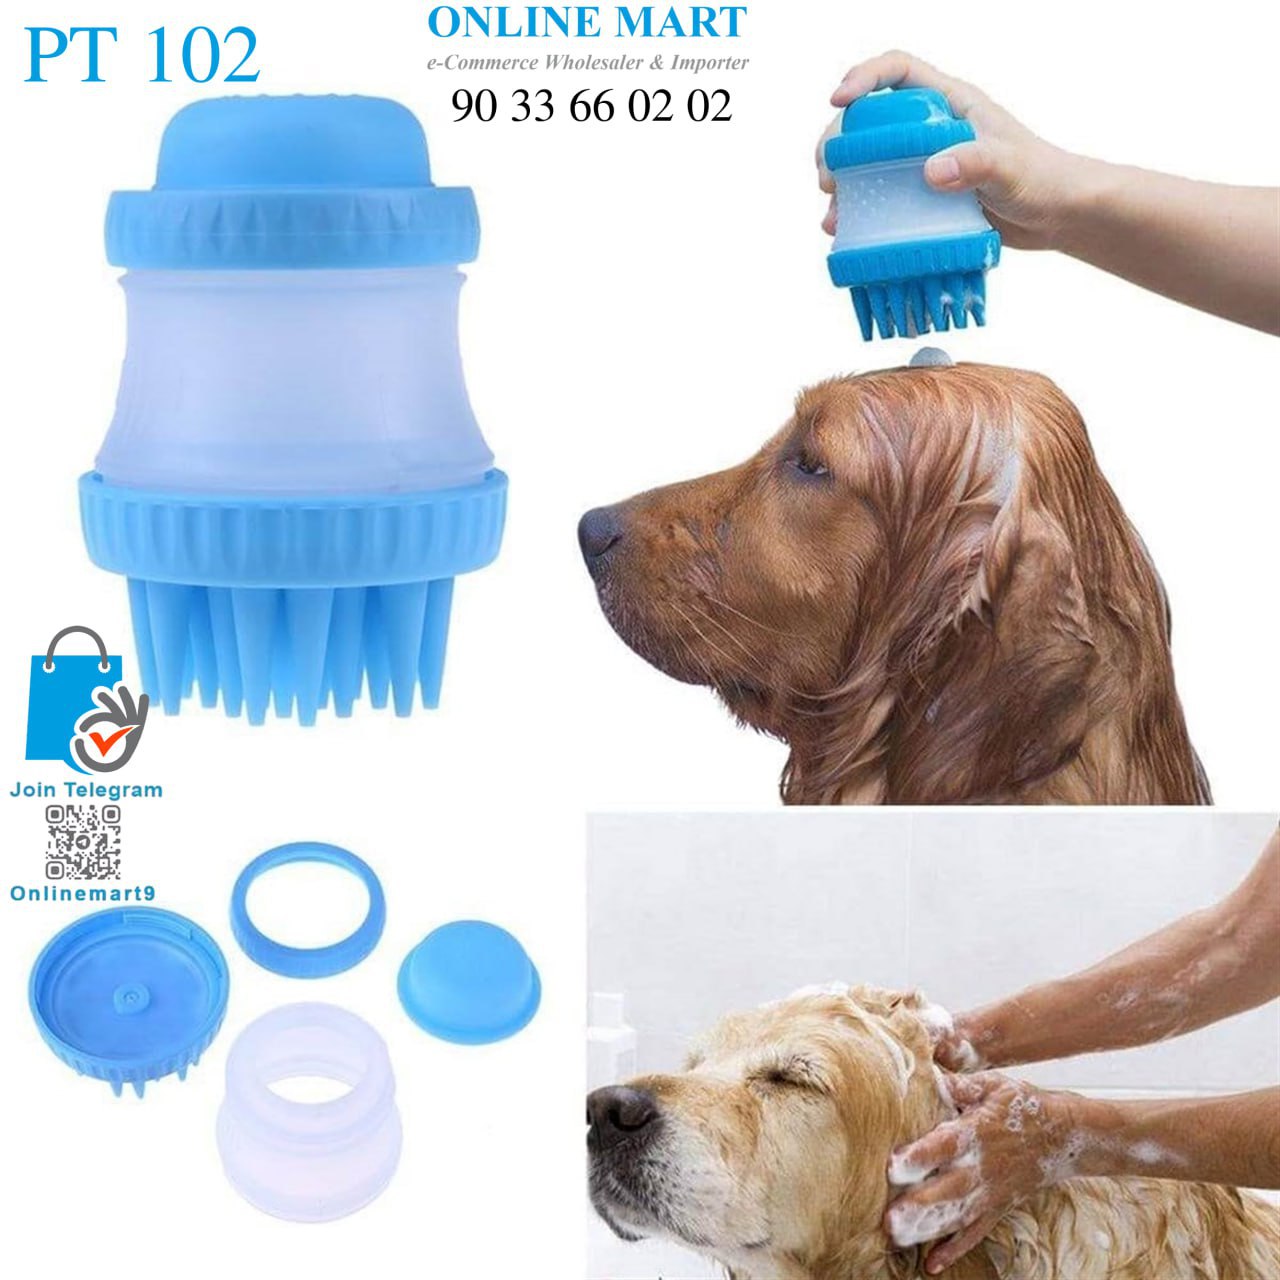 PT 102
ONLINE MART
e-Commerce Wholesaler & Importer
90 33 66 02 02
Join Telegram
Onlinemart9